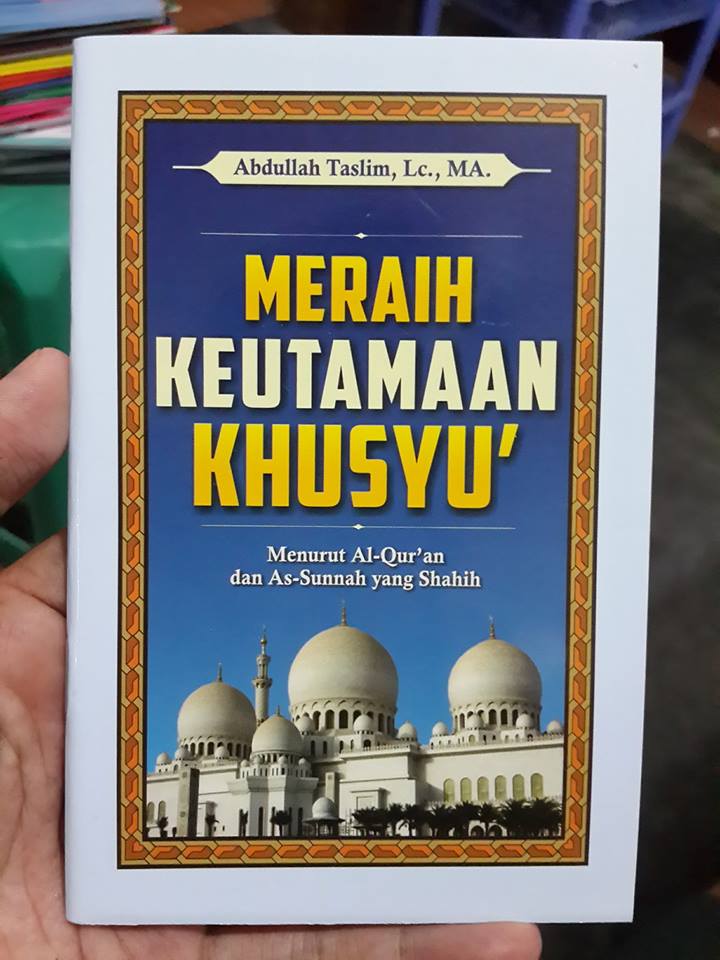 Abdullah Taslim, Lc., MA.
MERAIH
KEUTAMAAN
KHUSYU'
Menurut Al-Qur'an
dan As-Sunnah yang Shahih